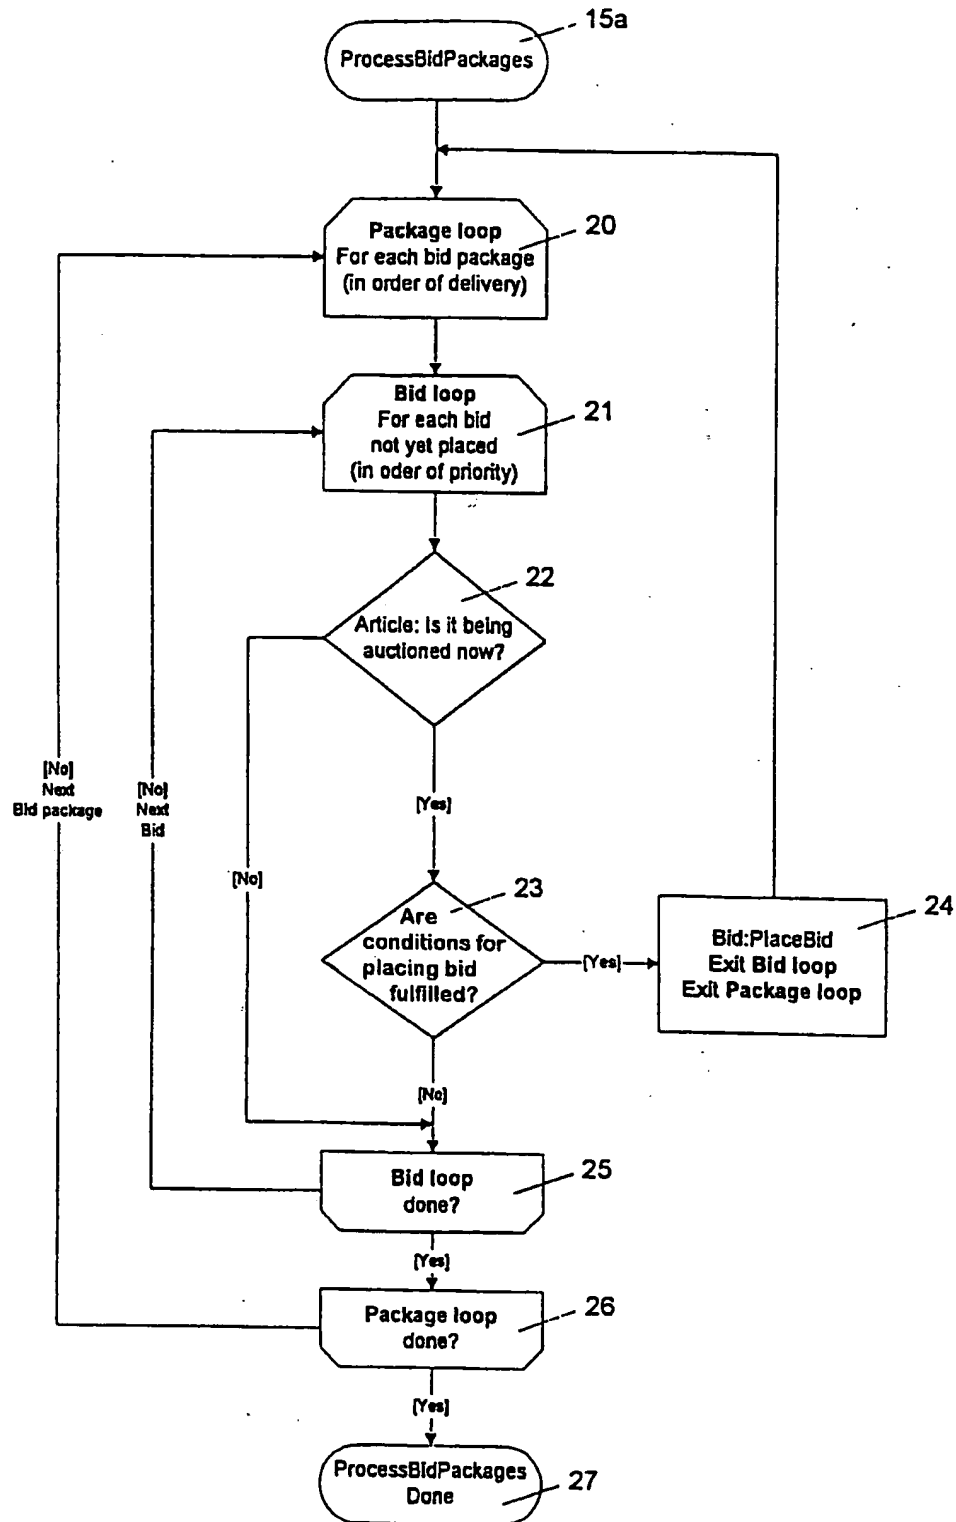 15a
ProcessBidPackages
Package loop
For each bid package
(in order of delivery)
20
Bid loop
For each bid
not yet placed
(in oder of priority)
21
22
Article: Is it being
auctioned now?
[No]
Next
Bid package
[No]
Next
Bid
[Yes]
[No]
23
Are
conditions for
placing bid
fulfilled?
[Yes]
24
Bid:PlaceBid
Exit Bid loop
Exit Package loop
[No]
Bid loop
done?
25
[Yes]
Package loop
done?
26
[Yes]
ProcessBidPackages
Done
27